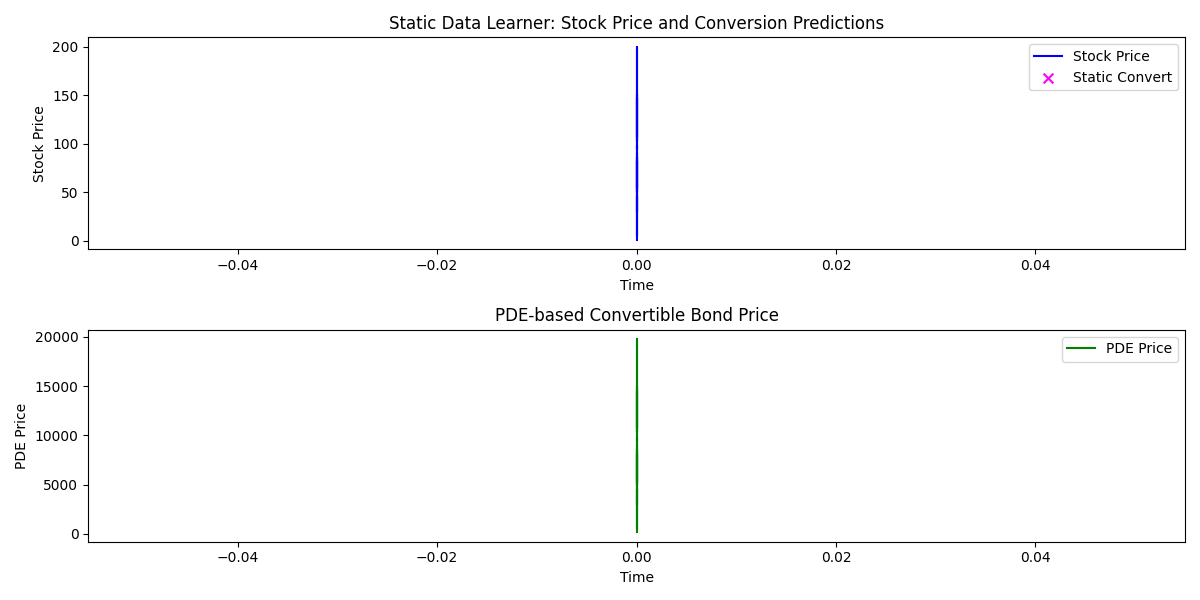 Static Data Learner: Stock Price and Conversion Predictions
200
150
100
50
0
Stock Price
Stock Price
Static Convert
−0.04
−0.02
0.00
0.02
0.04
Time
PDE-based Convertible Bond Price
20000
15000
10000
5000
0
PDE Price
PDE Price
−0.04
−0.02
0.00
0.02
0.04
Time